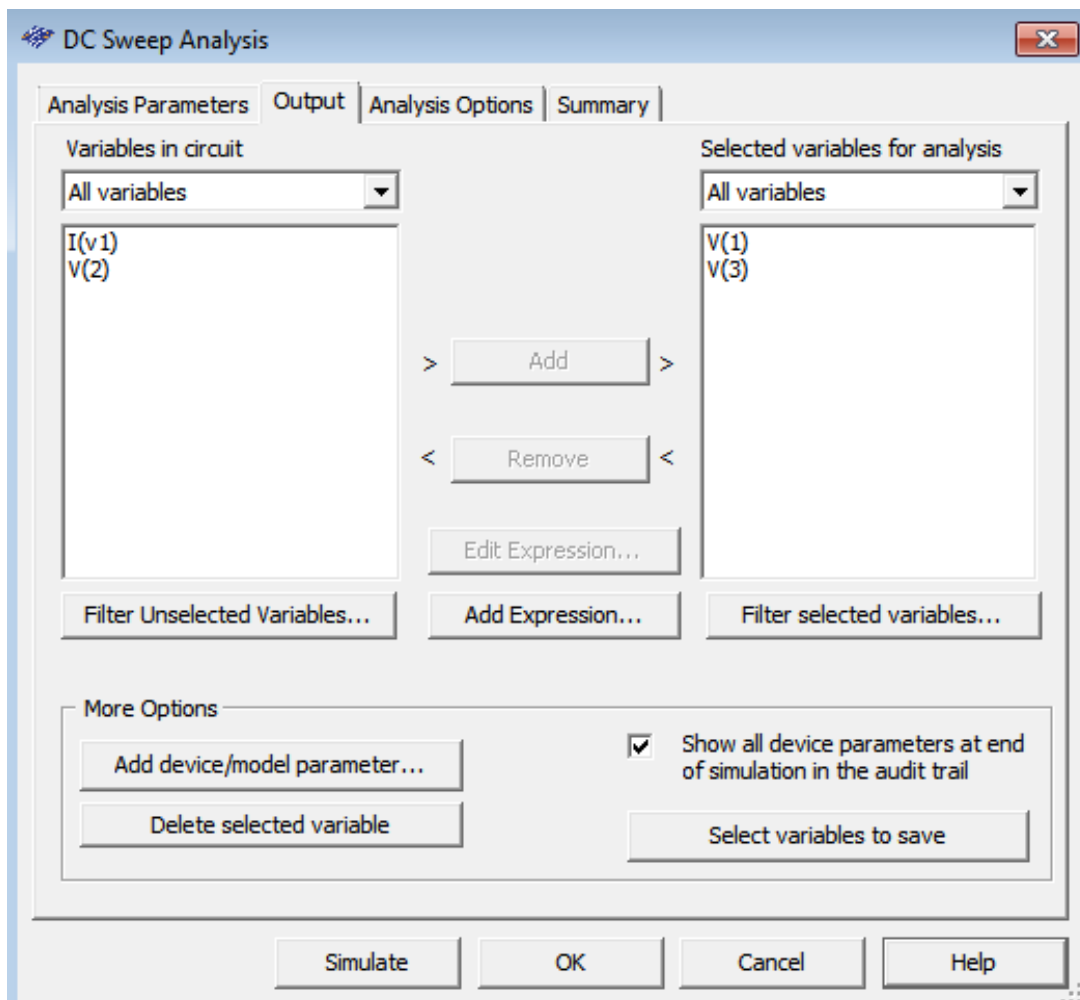 DC Sweep Analysis
Analysis Parameters
Output
Analysis Options
Summary
Variables in circuit
All variables
I(v1)
V(2)
Selected variables for analysis
All variables
V(1)
V(3)
> Add >
< Remove <
Edit Expression...
Filter Unselected Variables...
Add Expression...
Filter selected variables...
More Options
Add device/model parameter...
Delete selected variable
Show all device parameters at end
of simulation in the audit trail
Select variables to save
Simulate
OK
Cancel
Help